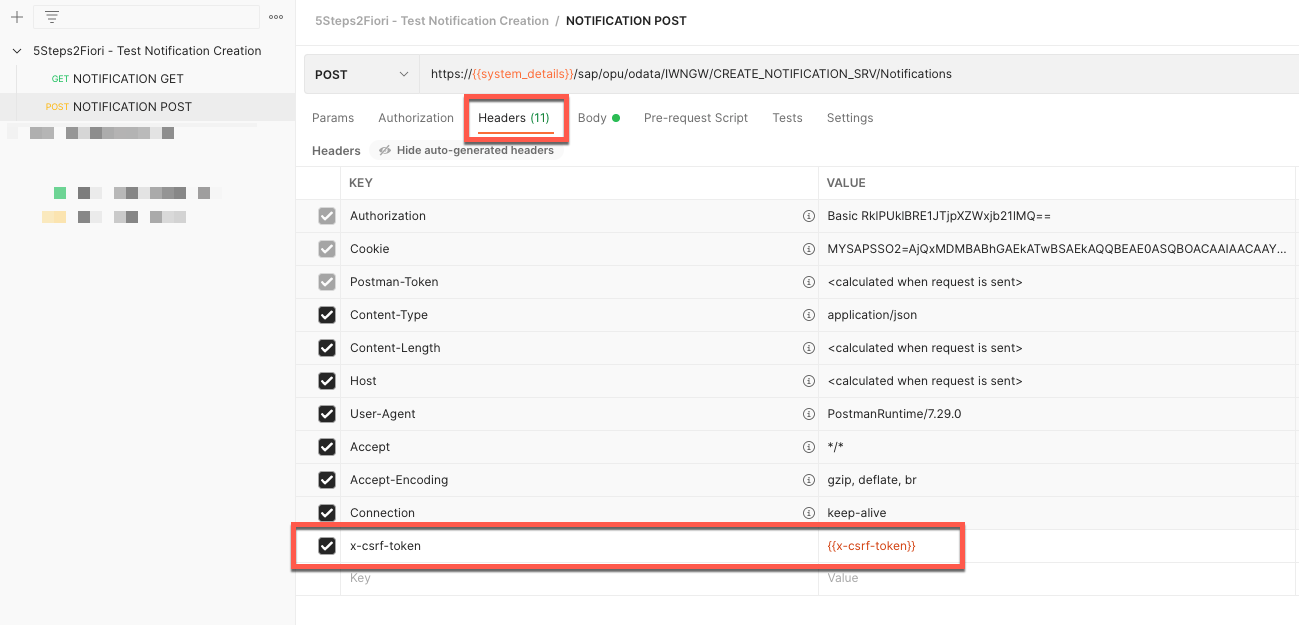 5Steps2Fiori - Test Notification Creation / NOTIFICATION POST
5Steps2Fiori - Test Notification Creation
GET NOTIFICATION GET
POST NOTIFICATION POST
POST https://{{system_details}}/sap/opu/odata/IWNGW/CREATE_NOTIFICATION_SRV/Notifications
Params Authorization Headers (11) Body Pre-request Script Tests Settings
Headers Hide auto-generated headers
KEY VALUE
Authorization Basic RklPUklBRE1JTjpXZWxjb21lMQ==
Cookie MYSAPSSO2=AjQxMDMBABhGAEkATwBSAEkAQQBEAE0ASQBOACAAIAACAAY...
Postman-Token <calculated when request is sent>
Content-Type application/json
Content-Length <calculated when request is sent>
Host <calculated when request is sent>
User-Agent PostmanRuntime/7.29.0
Accept */*
Accept-Encoding gzip, deflate, br
Connection keep-alive
x-csrf-token {{x-csrf-token}}
Key Value